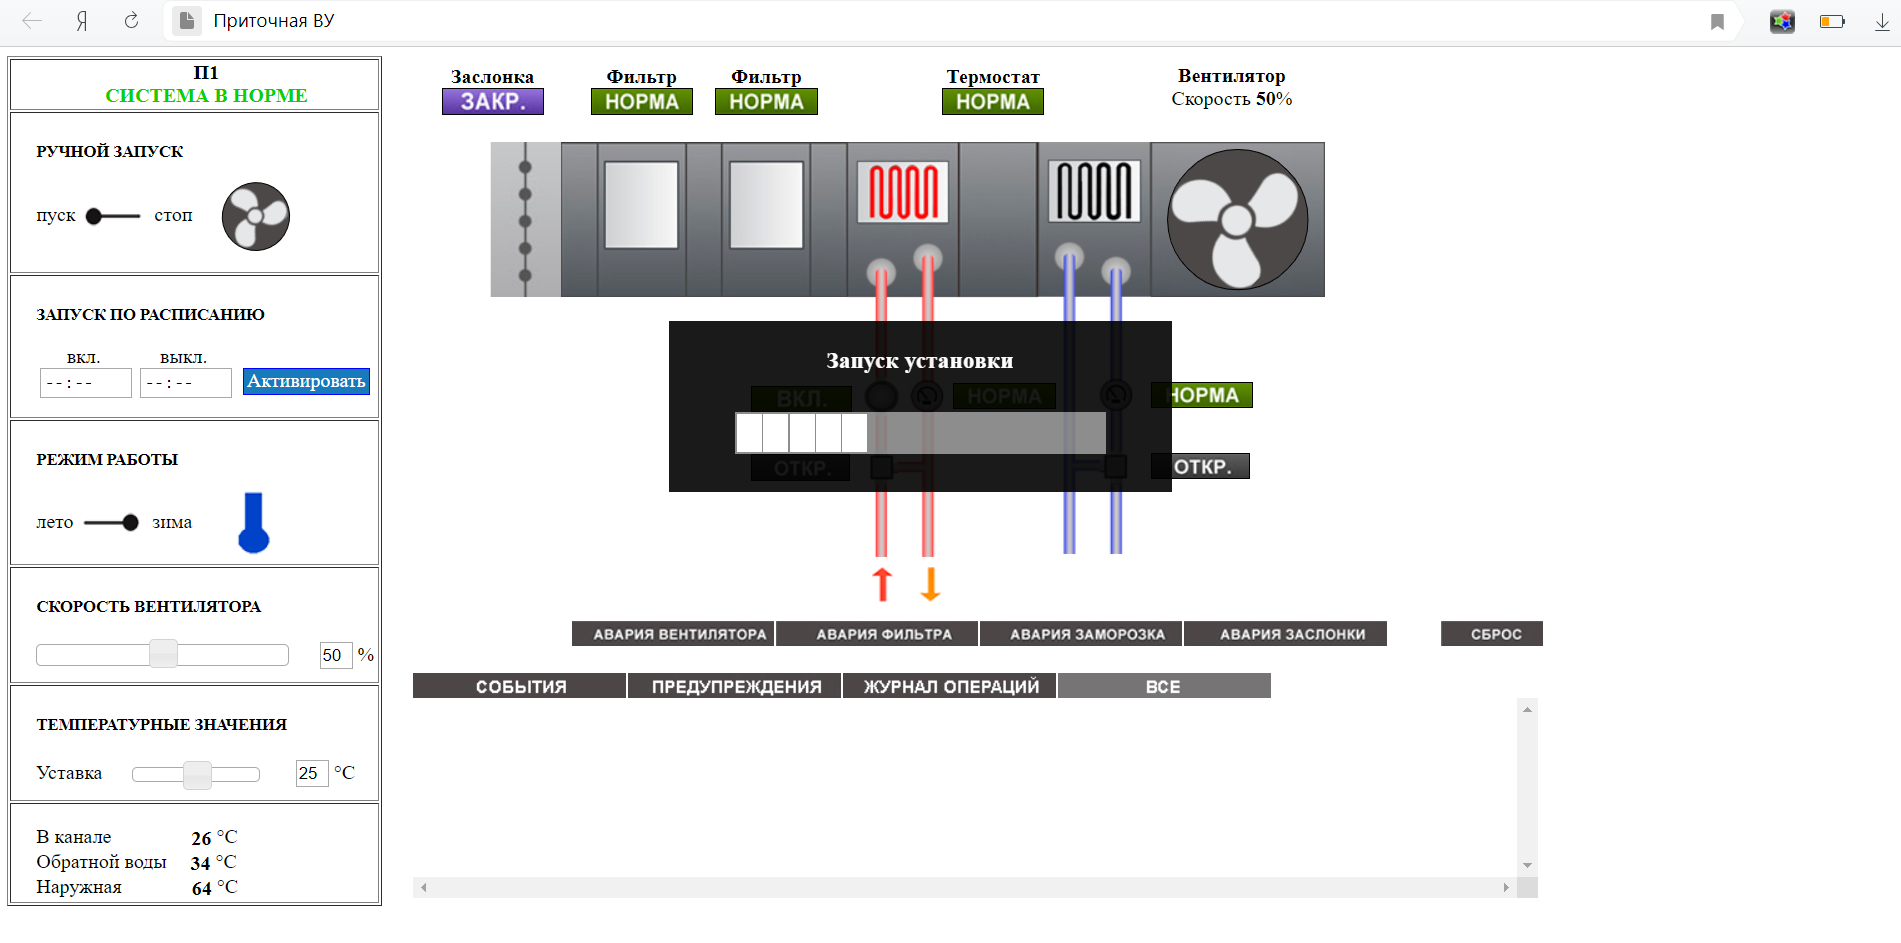 Я
Приточная ВУ
П1
СИСТЕМА В НОРМЕ
РУЧНОЙ ЗАПУСК
пуск стоп
ЗАПУСК ПО РАСПИСАНИЮ
вкл. выкл.
--:-- --:-- Активировать
РЕЖИМ РАБОТЫ
лето зима
СКОРОСТЬ ВЕНТИЛЯТОРА
50 %
ТЕМПЕРАТУРНЫЕ ЗНАЧЕНИЯ
Уставка 25 °C
В канале 26 °C
Обратной воды 34 °C
Наружная 64 °C
Заслонка Фильтр Фильтр Термостат Вентилятор
ЗАКР. НОРМА НОРМА НОРМА Скорость 50%
Запуск установки
ВКЛ. НОРМА НОРМА
ОТКР. ОТКР.
АВАРИЯ ВЕНТИЛЯТОРА АВАРИЯ ФИЛЬТРА АВАРИЯ ЗАМОРОЗКА АВАРИЯ ЗАСЛОНКИ СБРОС
СОБЫТИЯ ПРЕДУПРЕЖДЕНИЯ ЖУРНАЛ ОПЕРАЦИЙ ВСЕ